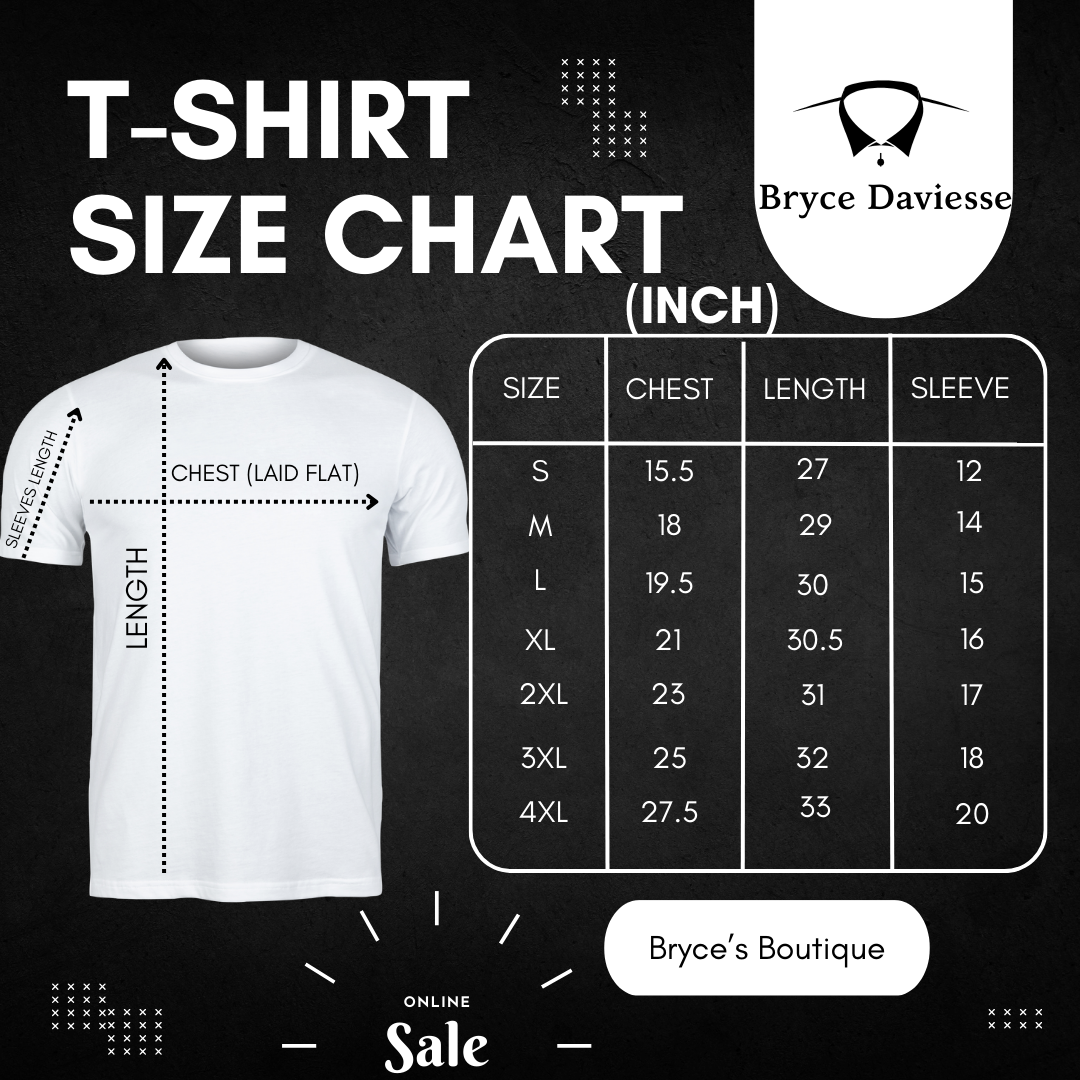 T-SHIRT
SIZE CHART
(INCH)
Bryce Daviesse
SLEEVES LENGTH
CHEST (LAID FLAT)
LENGTH
SIZE CHEST LENGTH SLEEVE
S 15.5 27 12
M 18 29 14
L 19.5 30 15
XL 21 30.5 16
2XL 23 31 17
3XL 25 32 18
4XL 27.5 33 20
Bryce’s Boutique
ONLINE
Sale